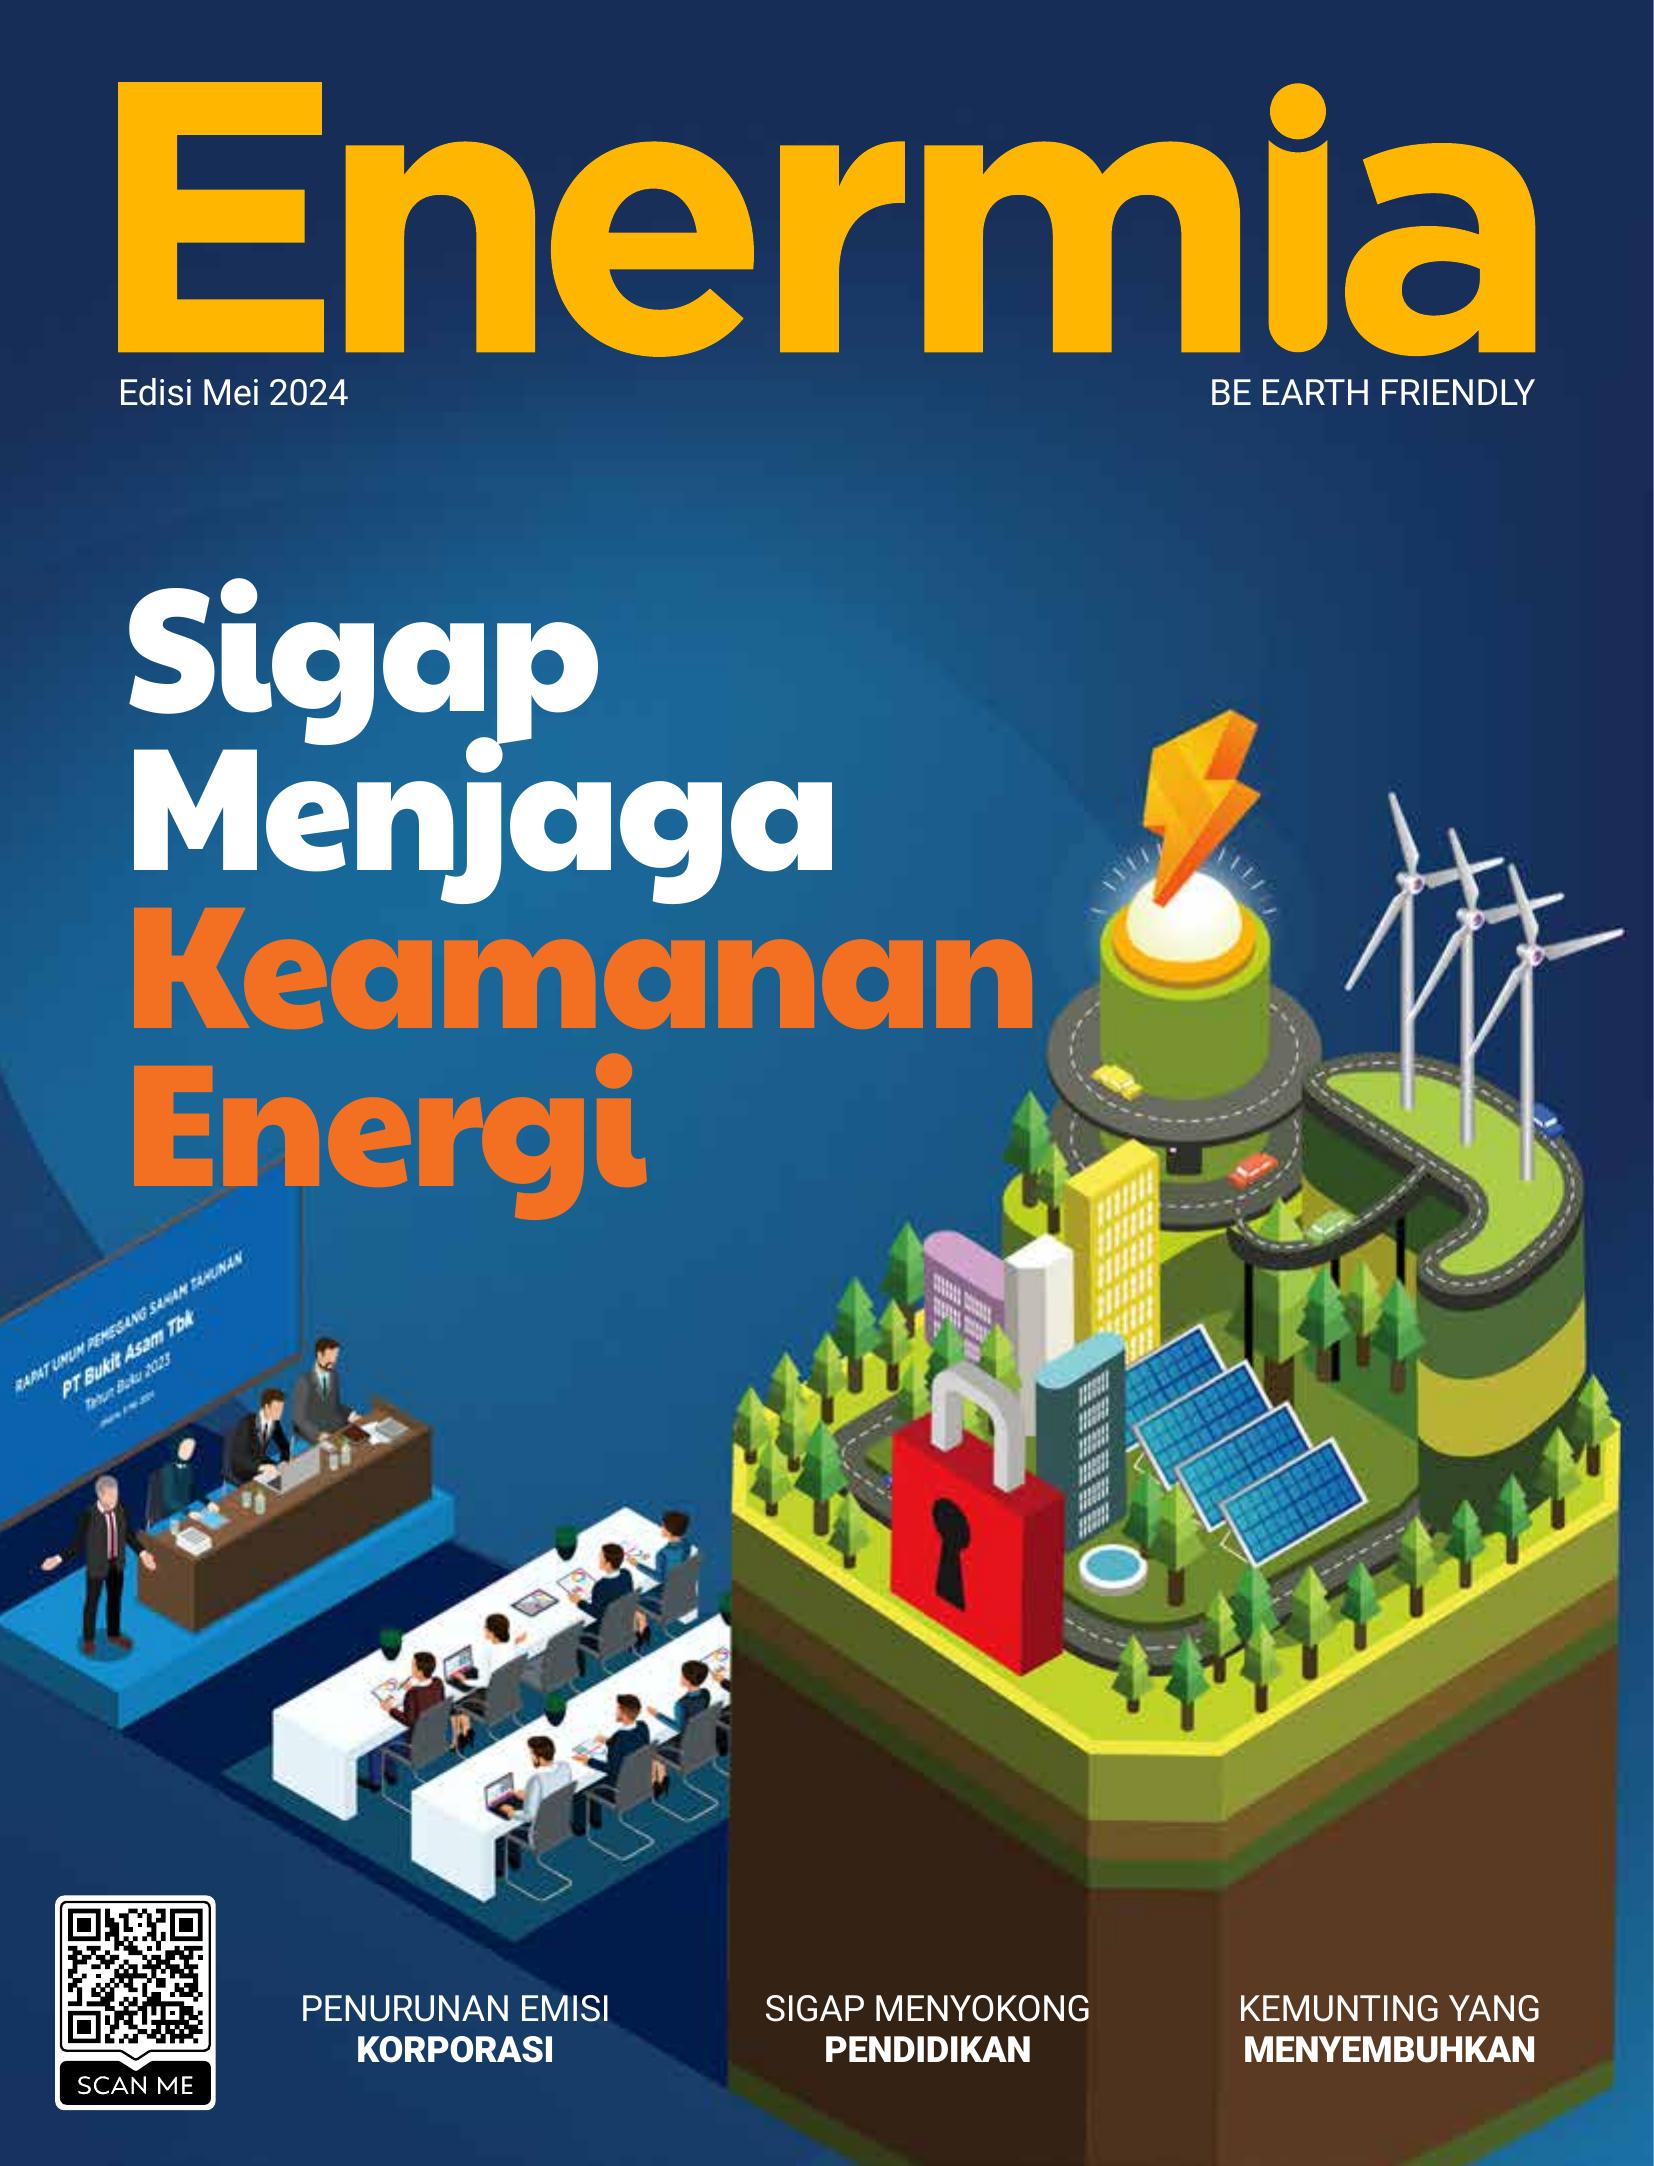 Enermia
Edisi Mei 2024
BE EARTH FRIENDLY
Sigap
Menjaga
Keamanan
Energi
RAPAT UMUM PEMEGANG SAHAM TAHUNAN
PT Bukit Asam Tbk
Tahun Buku 2023
SCAN ME
PENURUNAN EMISI
KORPORASI
SIGAP MENYOKONG
PENDIDIKAN
KEMUNTING YANG
MENYEMBUHKAN